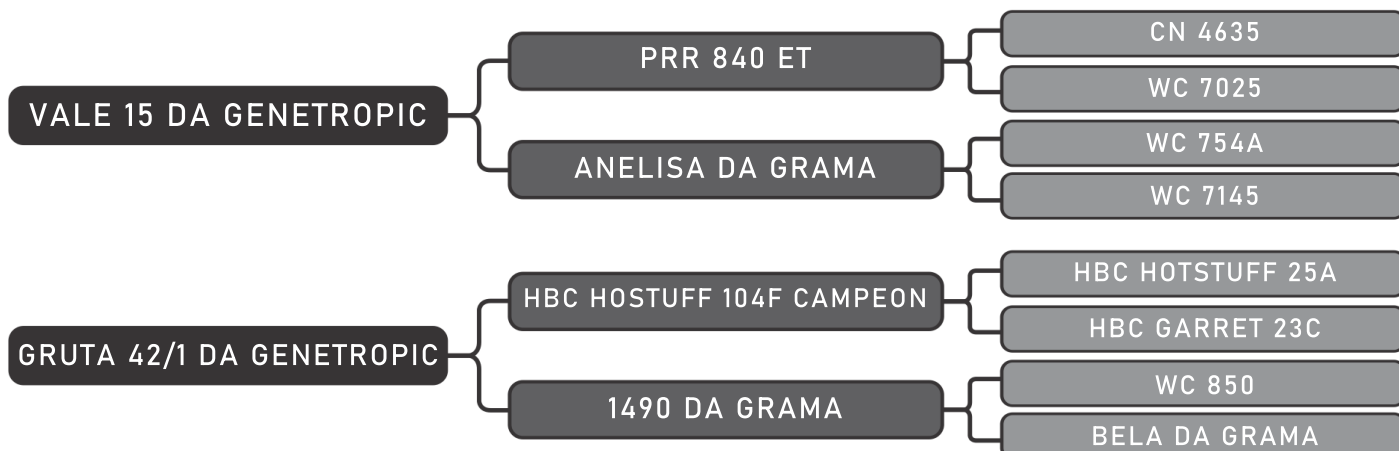 CN 4635
PRR 840 ET
WC 7025
VALE 15 DA GENETROPIC
WC 754A
ANELISA DA GRAMA
WC 7145
HBC HOTSTUFF 25A
HBC HOSTUFF 104F CAMPEON
HBC GARRET 23C
GRUTA 42/1 DA GENETROPIC
WC 850
1490 DA GRAMA
BELA DA GRAMA